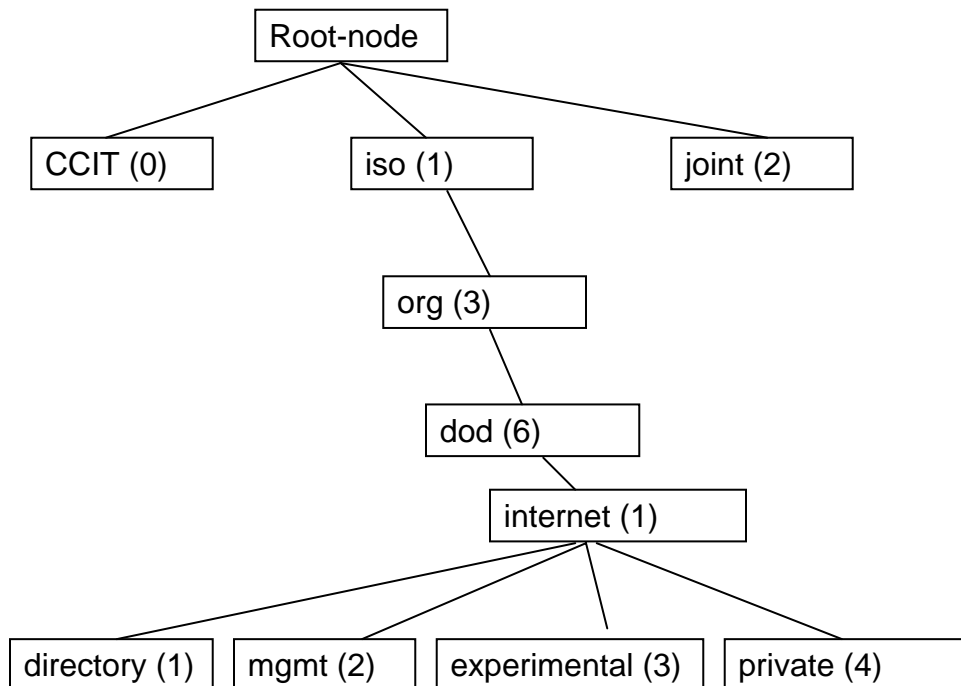 Root-node
CCIT (0)
iso (1)
joint (2)
org (3)
dod (6)
internet (1)
directory (1)
mgmt (2)
experimental (3)
private (4)